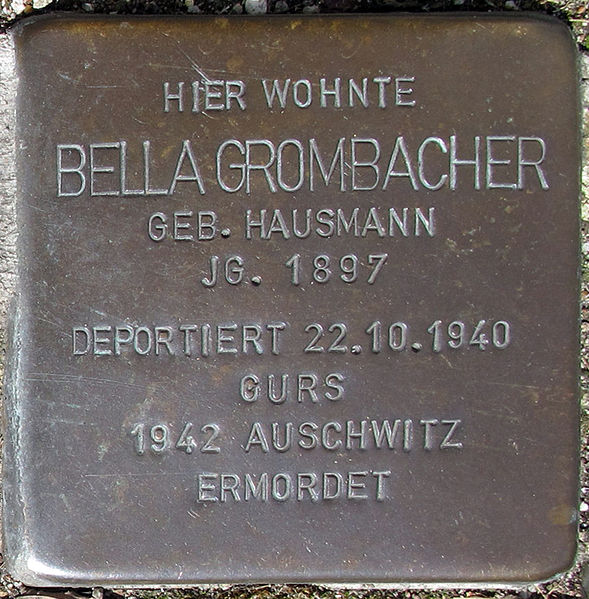 HIER WOHNTE
BELLA GROMBACHER
GEB. HAUSMANN
JG. 1897
DEPORTIERT 22.10.1940
GURS
1942 AUSCHWITZ
ERMORDET